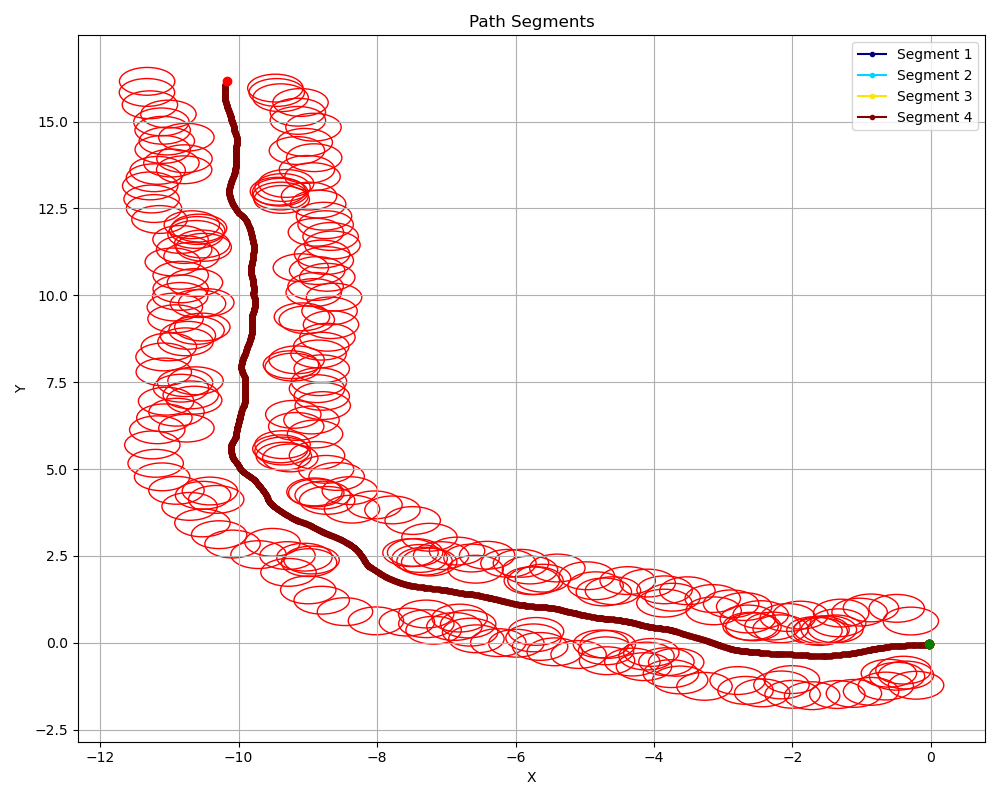 Path Segments
Segment 1
Segment 2
Segment 3
Segment 4
Y
15.0
12.5
10.0
7.5
5.0
2.5
0.0
−2.5
−12
−10
−8
−6
−4
−2
0
X